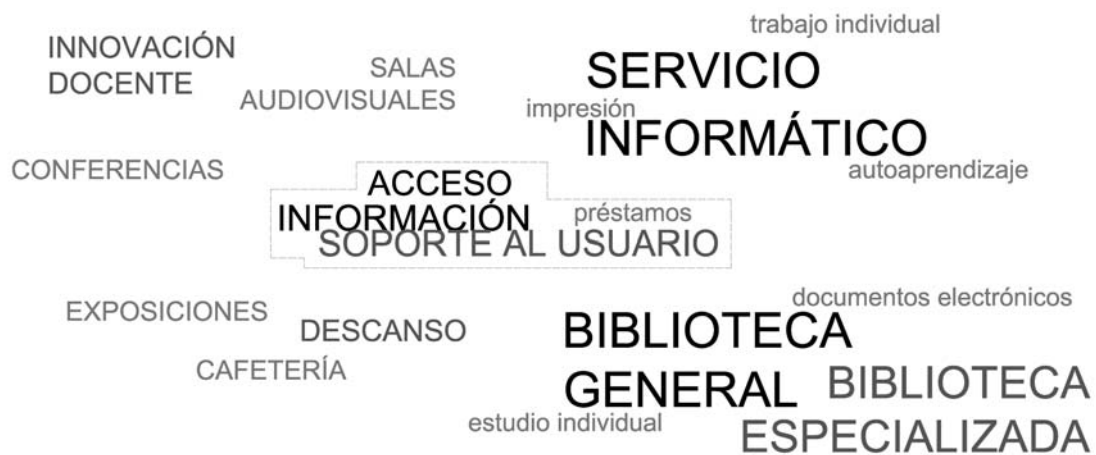 trabajo individual
INNOVACIÓN
DOCENTE
SALAS
AUDIOVISUALES
SERVICIO
impresión
INFORMÁTICO
autoaprendizaje
CONFERENCIAS
ACCESO
INFORMACIÓN
préstamos
SOPORTE AL USUARIO
documentos electrónicos
EXPOSICIONES
DESCANSO
CAFETERÍA
BIBLIOTECA
GENERAL
BIBLIOTECA
ESPECIALIZADA
estudio individual